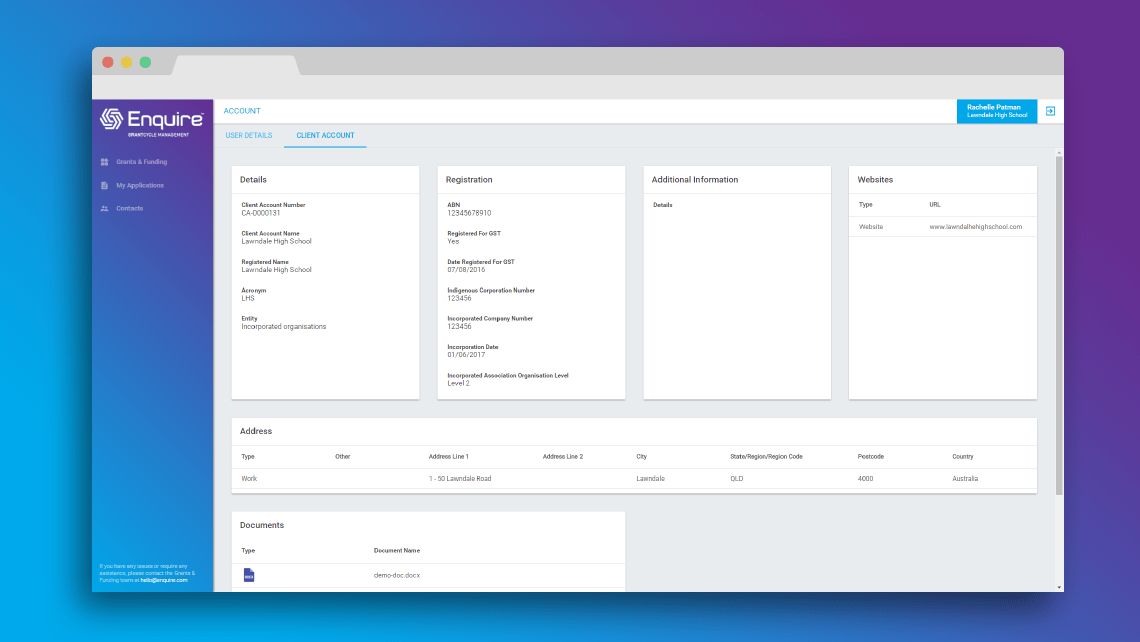 Enquire™
GRANTCYCLE MANAGEMENT
Grants & Funding
My Applications
Contacts
If you have any issues or require any
assistance, please contact the Grants &
Funding team at hello@enquire.com
ACCOUNT
Rachelle Patman
Lawndale High School
USER DETAILS CLIENT ACCOUNT
Details
Client Account Number
CA-0000131
Client Account Name
Lawndale High School
Registered Name
Lawndale High School
Acronym
LHS
Entity
Incorporated organisations
Registration
ABN
12345678910
Registered For GST
Yes
Date Registered For GST
07/08/2016
Indigenous Corporation Number
123456
Incorporated Company Number
123456
Incorporation Date
01/06/2017
Incorporated Association Organisation Level
Level 2
Additional Information
Details
Websites
Type URL
Website www.lawndalhehighschool.com
Address
Type Other Address Line 1 Address Line 2 City State/Region/Region Code Postcode Country
Work 1 - 50 Lawndale Road Lawndale QLD 4000 Australia
Documents
Type Document Name
DOCX demo-doc.docx